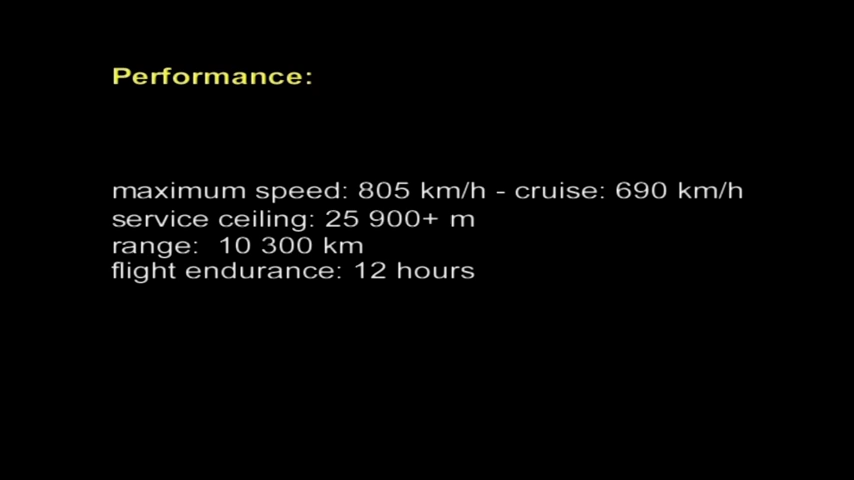 Performance:
maximum speed: 805 km/h - cruise: 690 km/h
service ceiling: 25 900+ m
range:  10 300 km
flight endurance: 12 hours